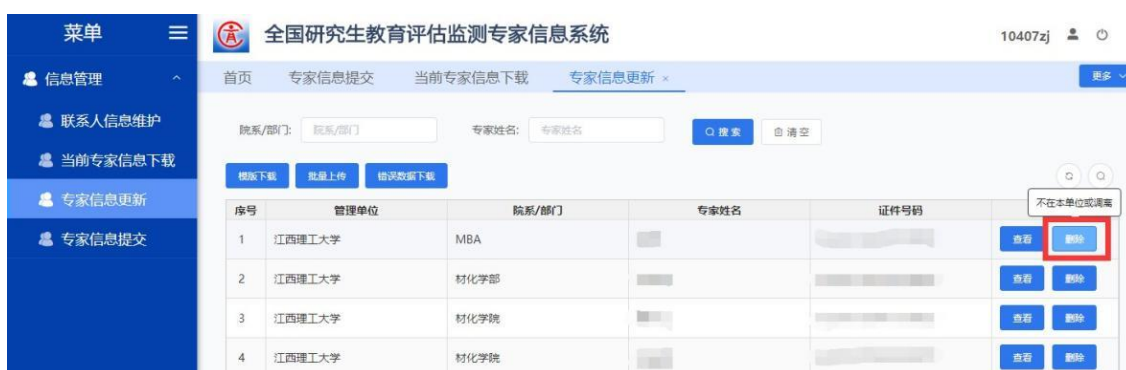 菜单
全国研究生教育评估监测专家信息系统
10407zj
信息管理
首页 专家信息提交 当前专家信息下载 专家信息更新 ×
更多
联系人信息维护
当前专家信息下载
专家信息更新
专家信息提交
院系/部门: 院系/部门 专家姓名: 专家姓名 搜索 清空
模版下载 批量上传 错误数据下载
不在本单位或调离
序号 管理单位 院系/部门 专家姓名 证件号码
1 江西理工大学 MBA 查看 删除
2 江西理工大学 材化学部 查看 删除
3 江西理工大学 材化学院 查看 删除
4 江西理工大学 材化学院 查看 删除